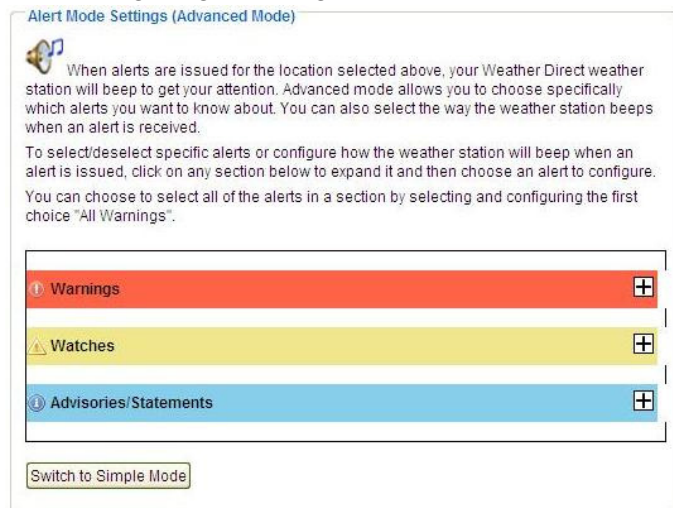 Alert Mode Settings (Advanced Mode)
When alerts are issued for the location selected above, your Weather Direct weather
station will beep to get your attention. Advanced mode allows you to choose specifically
which alerts you want to know about. You can also select the way the weather station beeps
when an alert is received.
To select/deselect specific alerts or configure how the weather station will beep when an
alert is issued, click on any section below to expand it and then choose an alert to configure.
You can choose to select all of the alerts in a section by selecting and configuring the first
choice "All Warnings".
Warnings
Watches
Advisories/Statements
Switch to Simple Mode